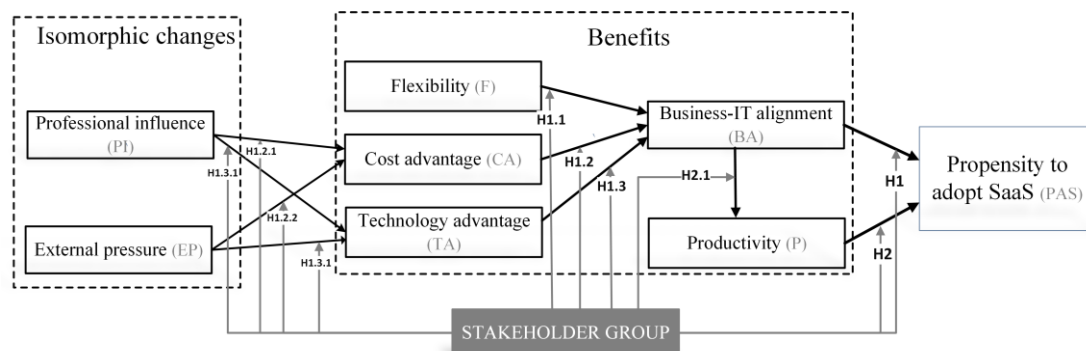 Isomorphic changes
Benefits
Professional influence
(PI)
External pressure (EP)
H1.3.1
H1.2.1
H1.2.2
H1.3.1
Flexibility (F)
Cost advantage (CA)
Technology advantage
(TA)
H1.1
H1.2
H1.3
H2.1
Business-IT alignment
(BA)
Productivity (P)
H1
H2
Propensity to
adopt SaaS (PAS)
STAKEHOLDER GROUP